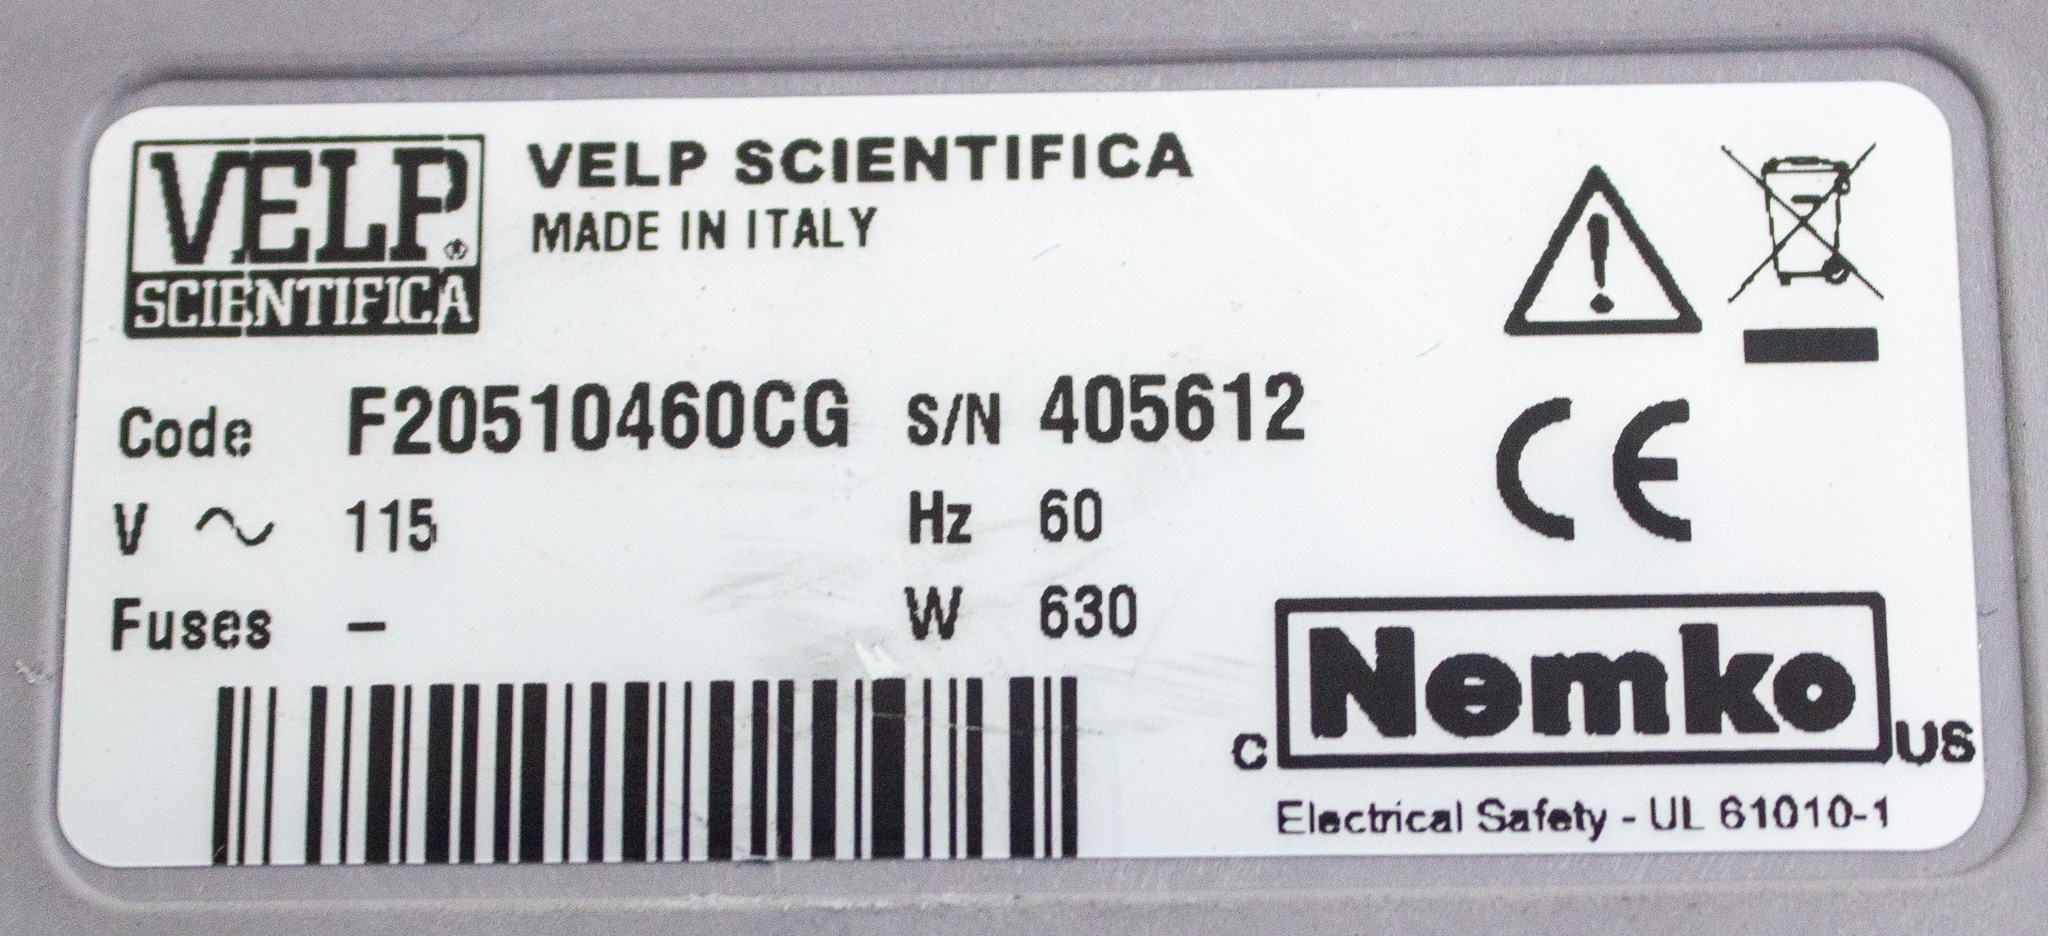 VELP®
SCIENTIFICA
VELP SCIENTIFICA
MADE IN ITALY
Code F20510460CG S/N 405612
V ~ 115 Hz 60
Fuses – W 630
CE
c Nemko US
Electrical Safety - UL 61010-1